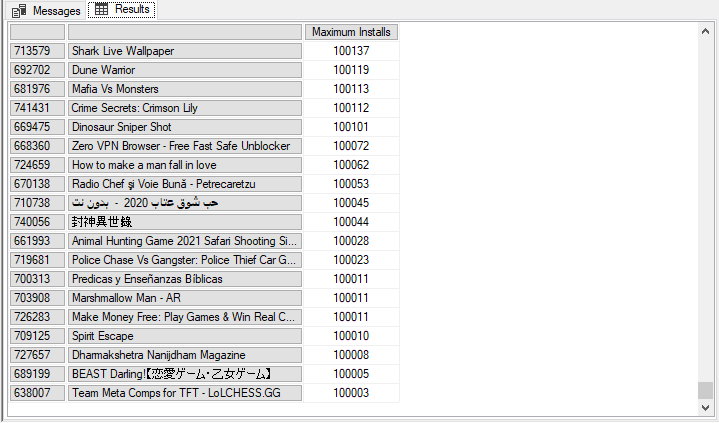 Messages Results
Maximum Installs
713579 Shark Live Wallpaper 100137
692702 Dune Warrior 100119
681976 Mafia Vs Monsters 100113
741431 Crime Secrets: Crimson Lily 100112
669475 Dinosaur Sniper Shot 100101
668360 Zero VPN Browser - Free Fast Safe Unblocker 100072
724659 How to make a man fall in love 100062
670138 Radio Chef şi Voie Bună - Petrecaretzu 100053
710738 حب شوق عتاب 2020 - بدون نت 100045
740056 封神異世錄 100044
661993 Animal Hunting Game 2021 Safari Shooting Si... 100028
719681 Police Chase Vs Gangster: Police Thief Car G... 100023
700313 Predicas y Enseñanzas Bíblicas 100011
703908 Marshmallow Man - AR 100011
726283 Make Money Free: Play Games & Win Real C... 100011
709125 Spirit Escape 100010
727657 Dharmakshetra Nanijdham Magazine 100008
689199 BEAST Darling!【恋愛ゲーム・乙女ゲーム】 100005
638007 Team Meta Comps for TFT - LoLCHESS.GG 100003